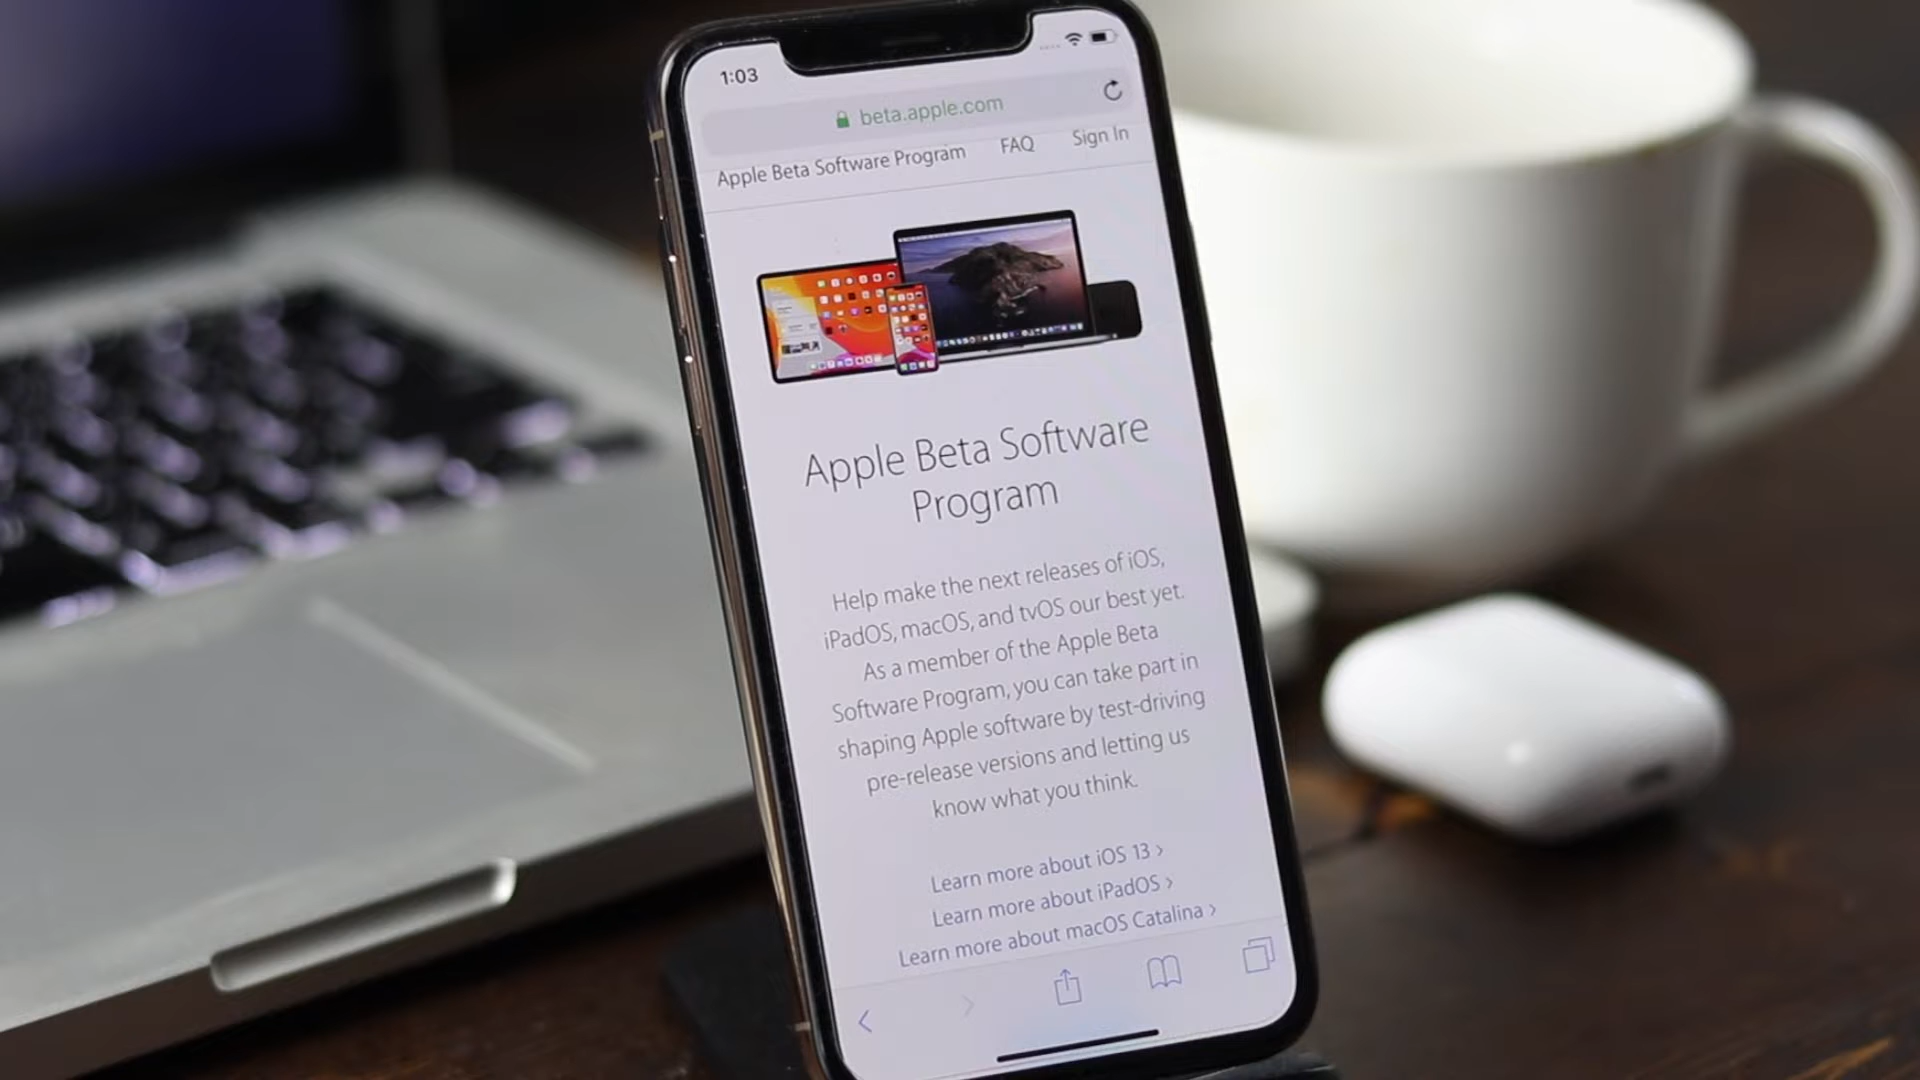 1:03
beta.apple.com
Apple Beta Software Program FAQ Sign In
Apple Beta Software
Program
Help make the next releases of iOS,
iPadOS, macOS, and tvOS our best yet.
As a member of the Apple Beta
Software Program, you can take part in
shaping Apple software by test-driving
pre-release versions and letting us
know what you think.
Learn more about iOS 13 ›
Learn more about iPadOS ›
Learn more about macOS Catalina ›